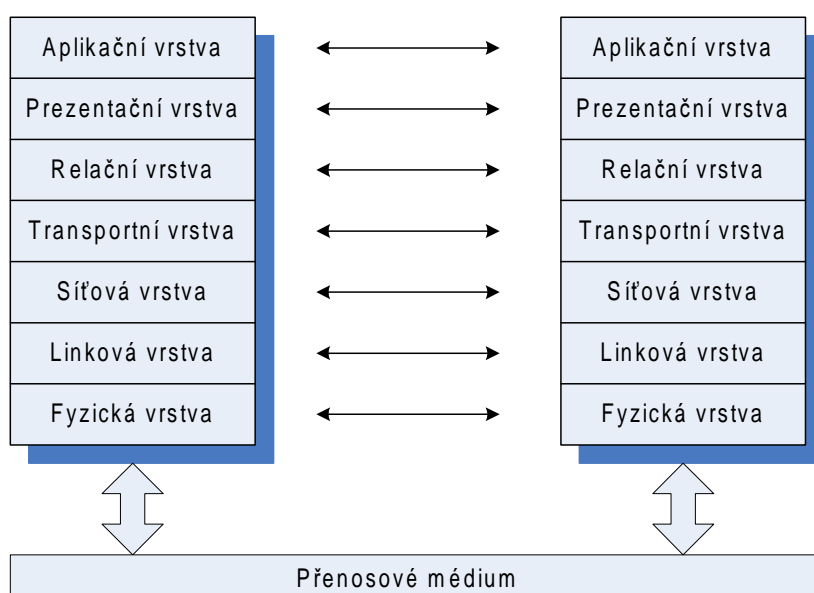 Aplikační vrstva
Prezentační vrstva
Relační vrstva
Transportní vrstva
Síťová vrstva
Linková vrstva
Fyzická vrstva
Aplikační vrstva
Prezentační vrstva
Relační vrstva
Transportní vrstva
Síťová vrstva
Linková vrstva
Fyzická vrstva
Přenosové médium